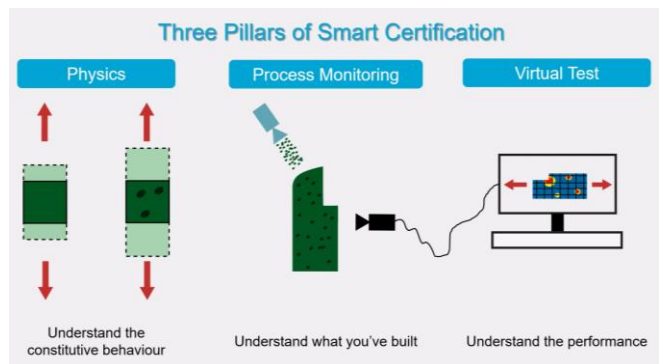 Three Pillars of Smart Certification
Physics
Process Monitoring
Virtual Test
Understand the
constitutive behaviour
Understand what you've built
Understand the performance